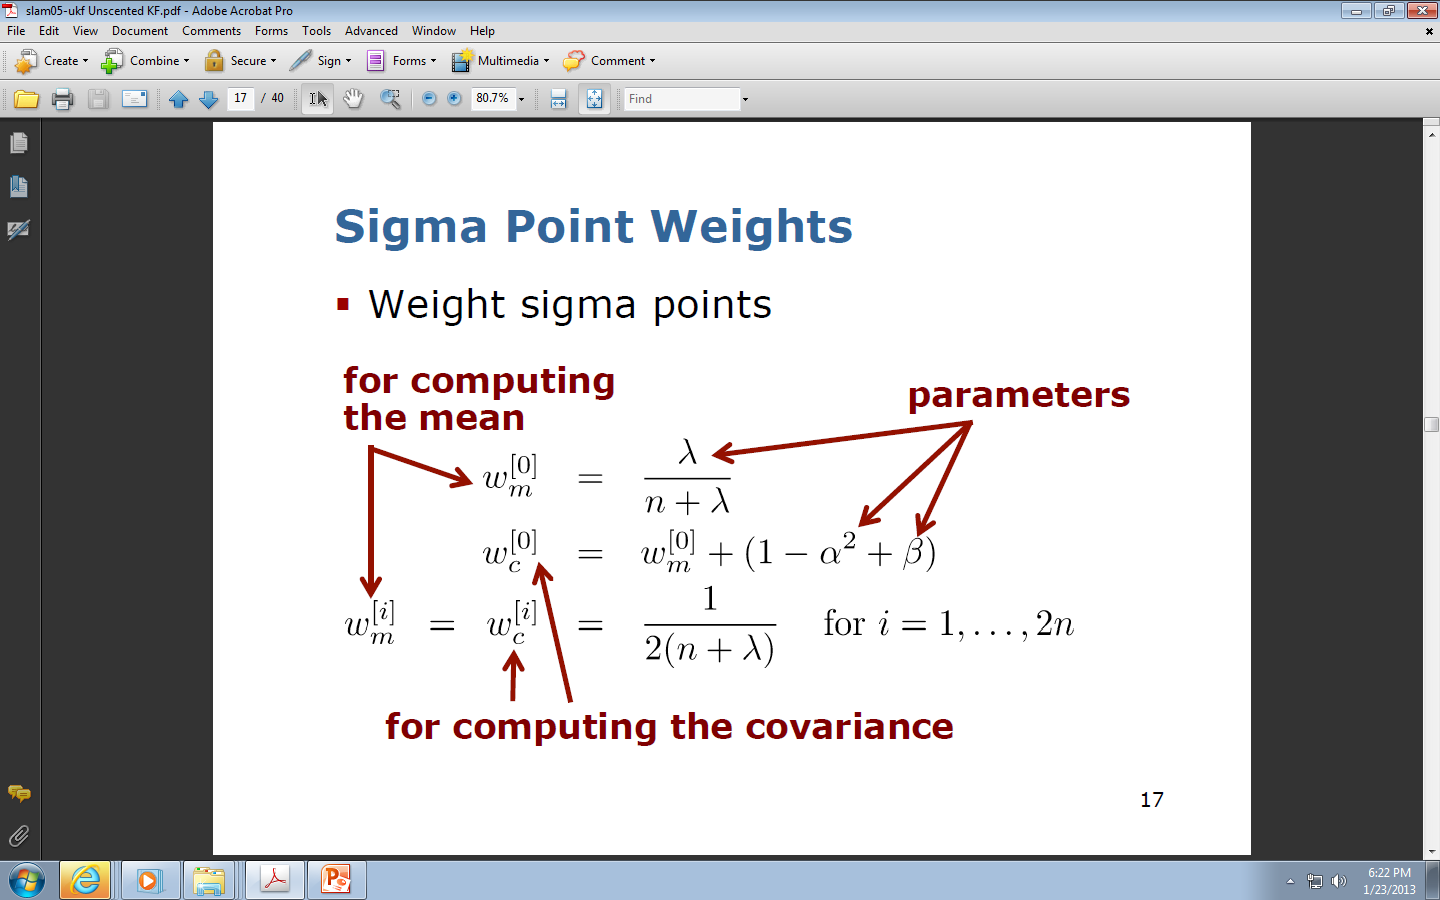 slam05-ukf Unscented KF.pdf - Adobe Acrobat Pro
File Edit View Document Comments Forms Tools Advanced Window Help
Create Combine Secure Sign Forms Multimedia Comment
17 / 40 80.7% Find
Sigma Point Weights
▪ Weight sigma points
for computing
the mean
parameters
w_m^{[0]} = \frac{λ}{n + λ}
w_c^{[0]} = w_m^{[0]} + (1 − α^2 + β)
w_m^{[i]} = w_c^{[i]} = \frac{1}{2(n + λ)} for i = 1, . . . , 2n
for computing the covariance
17
6:22 PM
1/23/2013